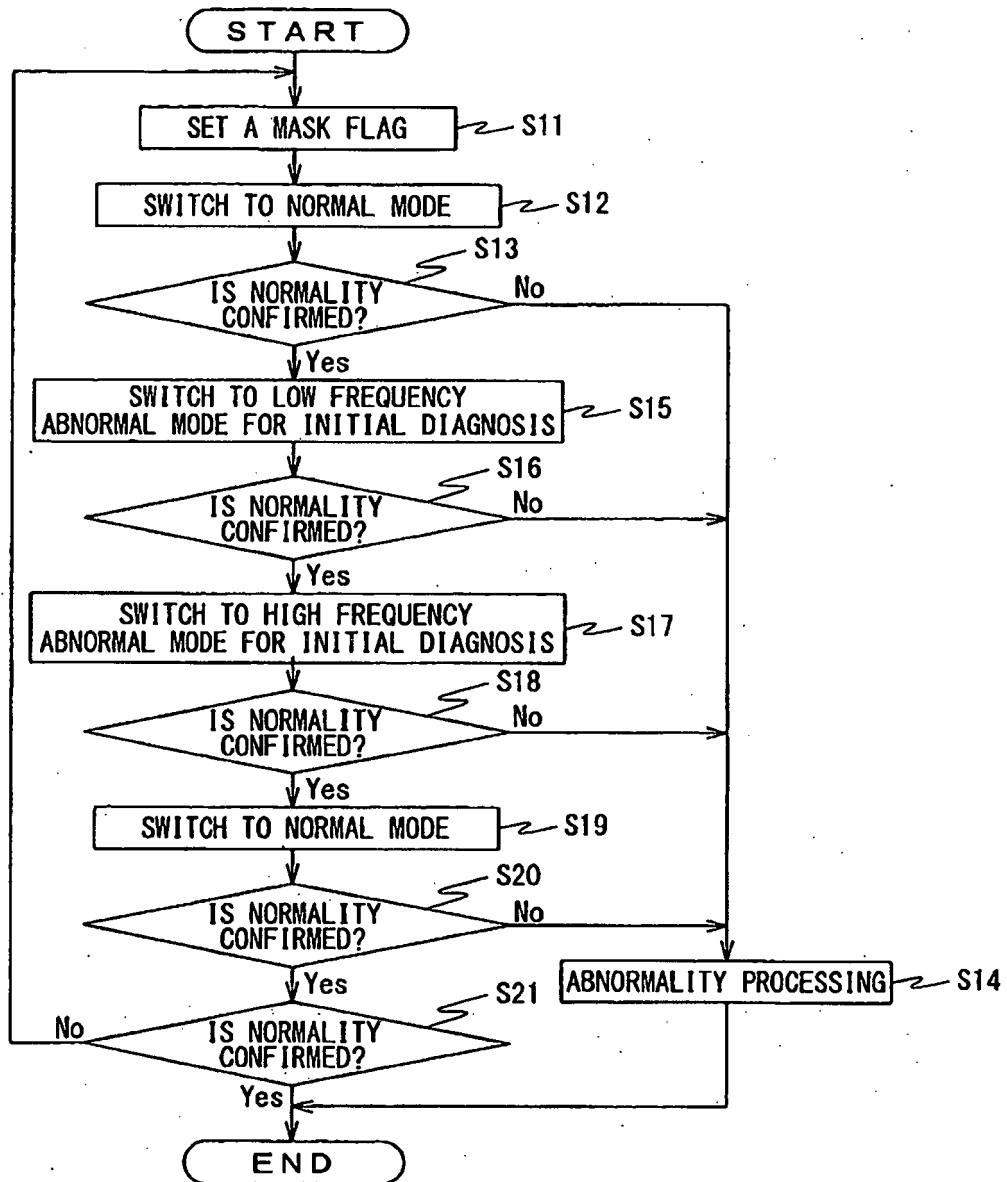 START
SET A MASK FLAG
S11
SWITCH TO NORMAL MODE
S12
S13
IS NORMALITY
CONFIRMED?
No
Yes
SWITCH TO LOW FREQUENCY
ABNORMAL MODE FOR INITIAL DIAGNOSIS
S15
S16
IS NORMALITY
CONFIRMED?
No
Yes
SWITCH TO HIGH FREQUENCY
ABNORMAL MODE FOR INITIAL DIAGNOSIS
S17
S18
IS NORMALITY
CONFIRMED?
No
Yes
SWITCH TO NORMAL MODE
S19
S20
IS NORMALITY
CONFIRMED?
No
Yes
ABNORMALITY PROCESSING
S14
S21
No
IS NORMALITY
CONFIRMED?
Yes
END